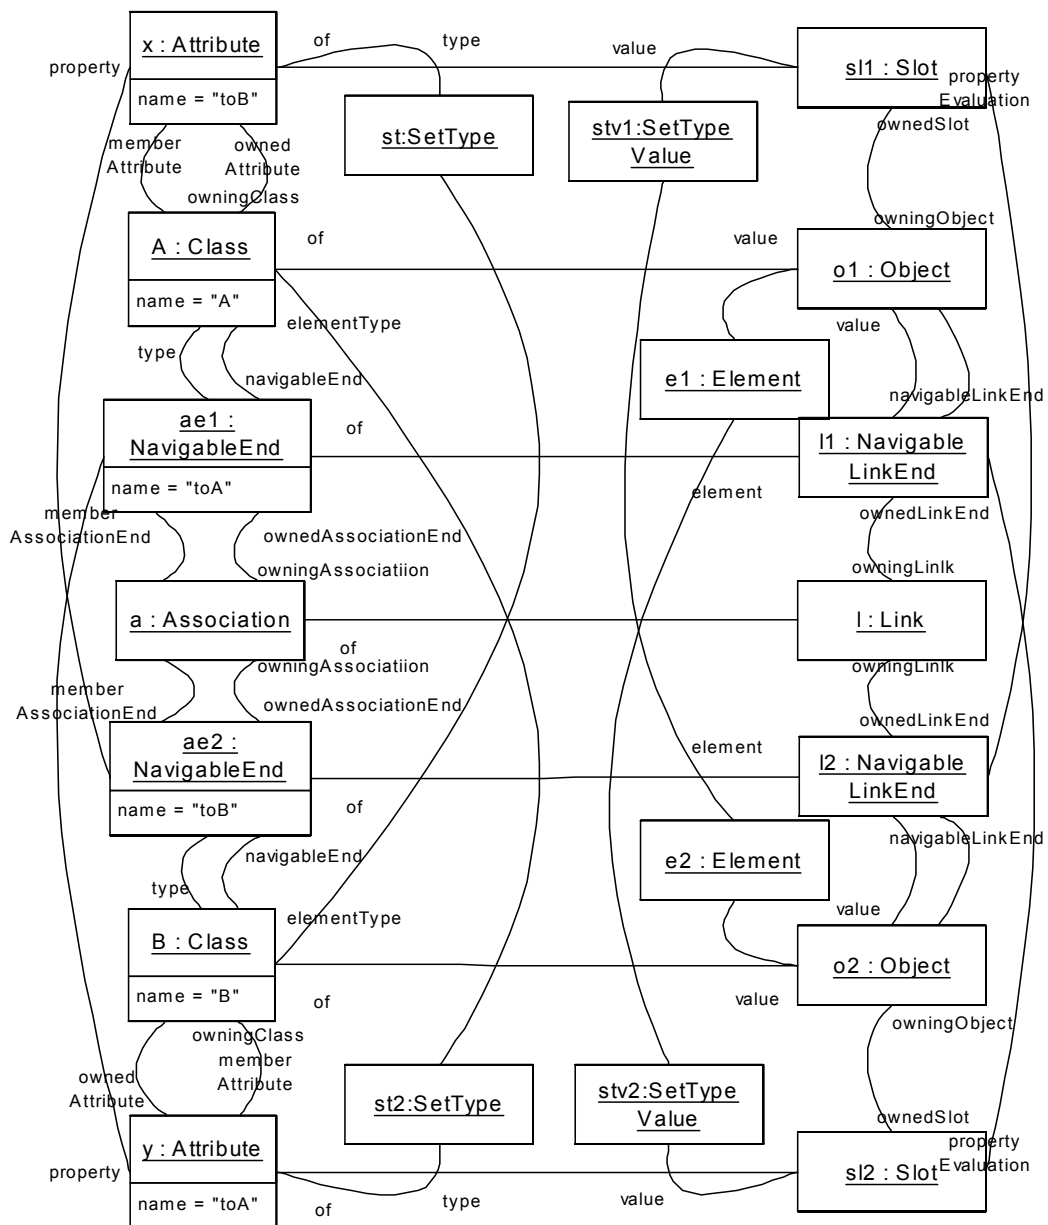 x : Attribute
name = "toB"
property
of
type
value
sl1 : Slot
property
Evaluation
st:SetType
stv1:SetType
Value
ownedSlot
member
Attribute
owned
Attribute
owningClass
owningObject
A : Class
name = "A"
of
value
o1 : Object
elementType
type
navigableEnd
value
navigableLinkEnd
e1 : Element
ae1 :
NavigableEnd
name = "toA"
of
l1 : Navigable
LinkEnd
element
member
AssociationEnd
ownedAssociationEnd
ownedLinkEnd
owningAssociatiion
owningLinlk
a : Association
l : Link
of
owningAssociatiion
owningLinlk
member
AssociationEnd
ownedAssociationEnd
ownedLinkEnd
ae2 :
NavigableEnd
name = "toB"
element
l2 : Navigable
LinkEnd
of
navigableEnd
navigableLinkEnd
e2 : Element
type
elementType
value
B : Class
name = "B"
of
value
o2 : Object
owningClass
member
Attribute
owningObject
owned
Attribute
st2:SetType
stv2:SetType
Value
ownedSlot
property
Evaluation
y : Attribute
name = "toA"
property
of
type
value
sl2 : Slot